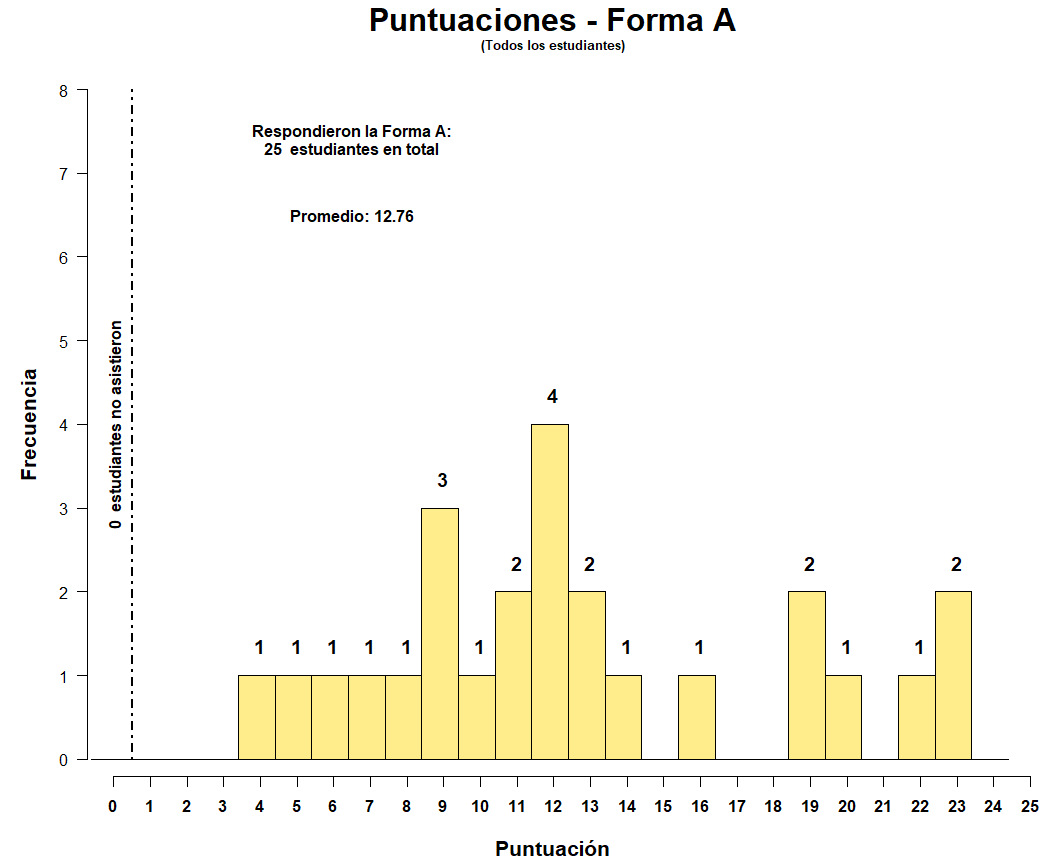 Puntuaciones - Forma A
(Todos los estudiantes)
Respondieron la Forma A:
25 estudiantes en total
Promedio: 12.76
Frecuencia
8
7
6
5
4
3
2
1
0
0 estudiantes no asistieron
1 1 1 1 1 3 1 2 4 2 1 1 2 1 1 2
0 1 2 3 4 5 6 7 8 9 10 11 12 13 14 15 16 17 18 19 20 21 22 23 24 25
Puntuación